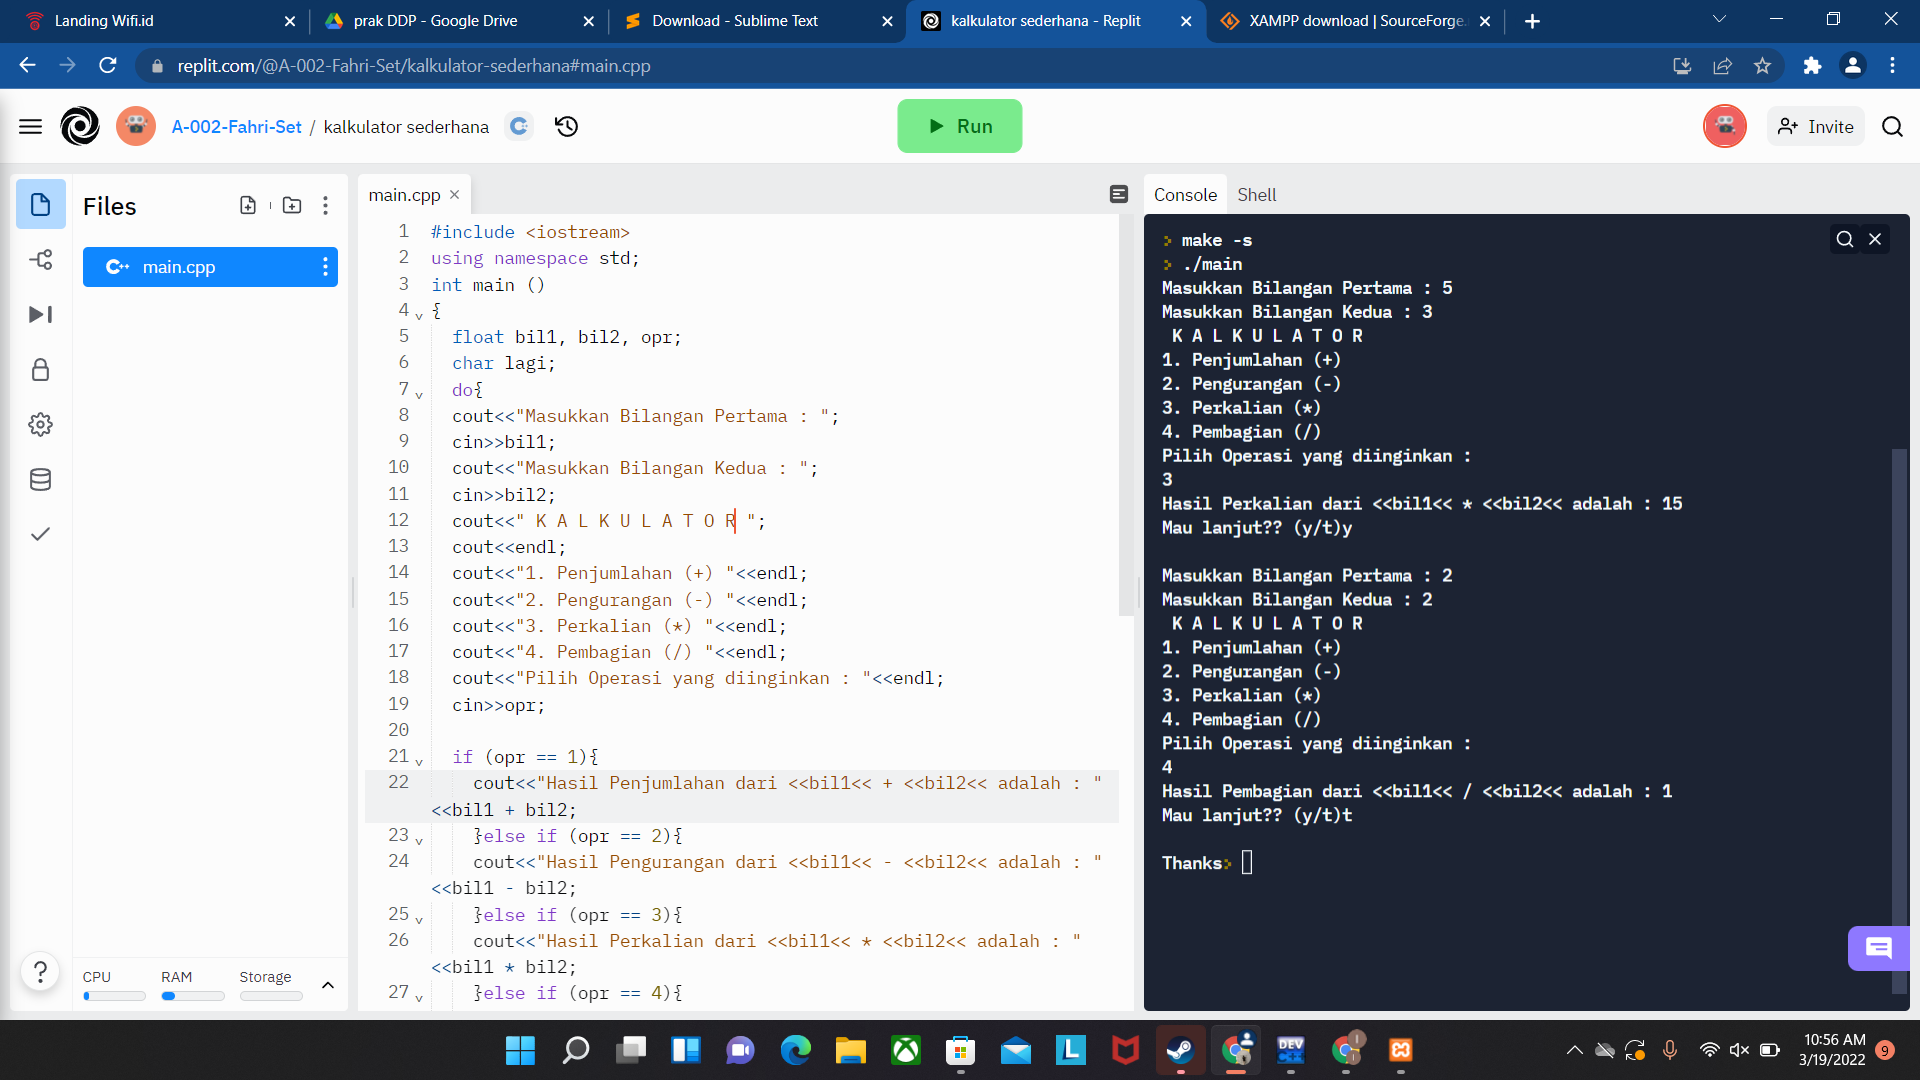 Landing Wifi.id
prak DDP - Google Drive
Download - Sublime Text
kalkulator sederhana - Replit
XAMPP download | SourceForge.
replit.com/@A-002-Fahri-Set/kalkulator-sederhana#main.cpp
A-002-Fahri-Set / kalkulator sederhana
Run
Invite
Files
main.cpp
CPU
RAM
Storage
main.cpp
1 #include <iostream>
2 using namespace std;
3 int main ()
4 {
5 float bil1, bil2, opr;
6 char lagi;
7 do{
8 cout<<"Masukkan Bilangan Pertama : ";
9 cin>>bil1;
10 cout<<"Masukkan Bilangan Kedua : ";
11 cin>>bil2;
12 cout<<" K A L K U L A T O R ";
13 cout<<endl;
14 cout<<"1. Penjumlahan (+) "<<endl;
15 cout<<"2. Pengurangan (-) "<<endl;
16 cout<<"3. Perkalian (*) "<<endl;
17 cout<<"4. Pembagian (/) "<<endl;
18 cout<<"Pilih Operasi yang diinginkan : "<<endl;
19 cin>>opr;
20
21 if (opr == 1){
22 cout<<"Hasil Penjumlahan dari <<bil1<< + <<bil2<< adalah : "
<<bil1 + bil2;
23 }else if (opr == 2){
24 cout<<"Hasil Pengurangan dari <<bil1<< - <<bil2<< adalah : "
<<bil1 - bil2;
25 }else if (opr == 3){
26 cout<<"Hasil Perkalian dari <<bil1<< * <<bil2<< adalah : "
<<bil1 * bil2;
27 }else if (opr == 4){
Console
Shell
> make -s
> ./main
Masukkan Bilangan Pertama : 5
Masukkan Bilangan Kedua : 3
K A L K U L A T O R
1. Penjumlahan (+)
2. Pengurangan (-)
3. Perkalian (*)
4. Pembagian (/)
Pilih Operasi yang diinginkan :
3
Hasil Perkalian dari <<bil1<< * <<bil2<< adalah : 15
Mau lanjut?? (y/t)y
Masukkan Bilangan Pertama : 2
Masukkan Bilangan Kedua : 2
K A L K U L A T O R
1. Penjumlahan (+)
2. Pengurangan (-)
3. Perkalian (*)
4. Pembagian (/)
Pilih Operasi yang diinginkan :
4
Hasil Pembagian dari <<bil1<< / <<bil2<< adalah : 1
Mau lanjut?? (y/t)t
Thanks>
L
DEV
C++
10:56 AM
3/19/2022
9